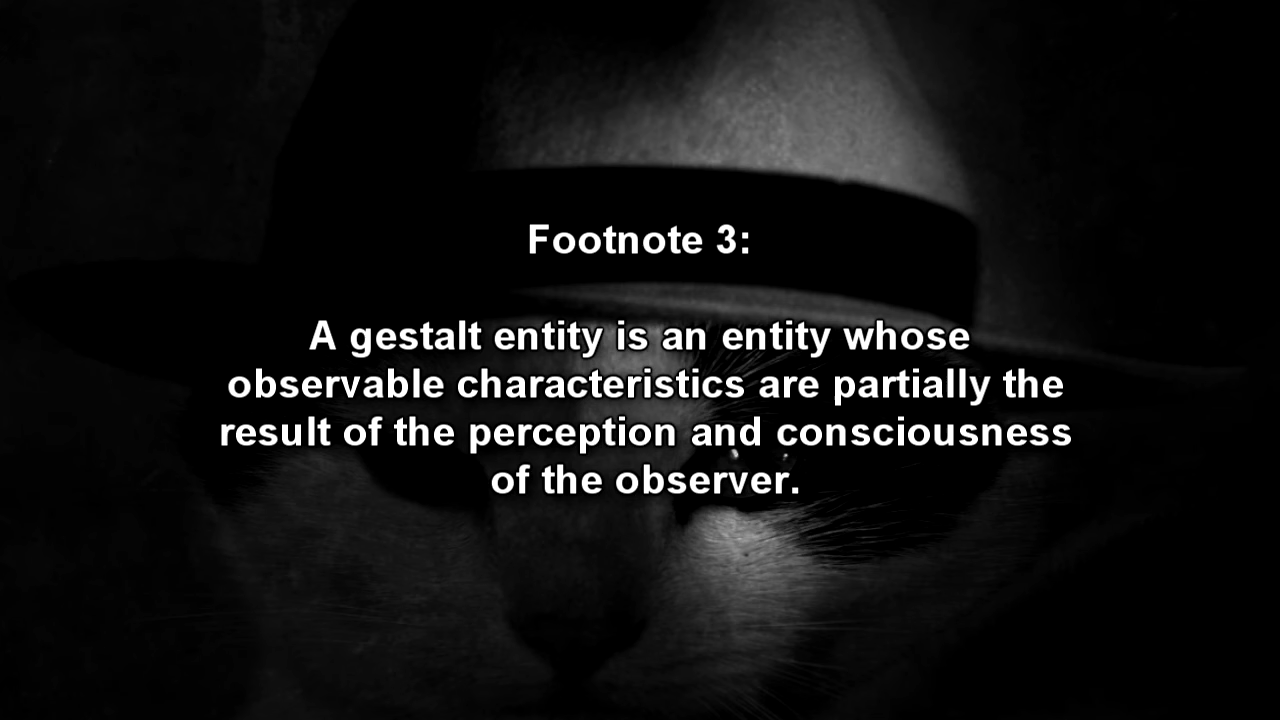 Footnote 3:
A gestalt entity is an entity whose
observable characteristics are partially the
result of the perception and consciousness
of the observer.